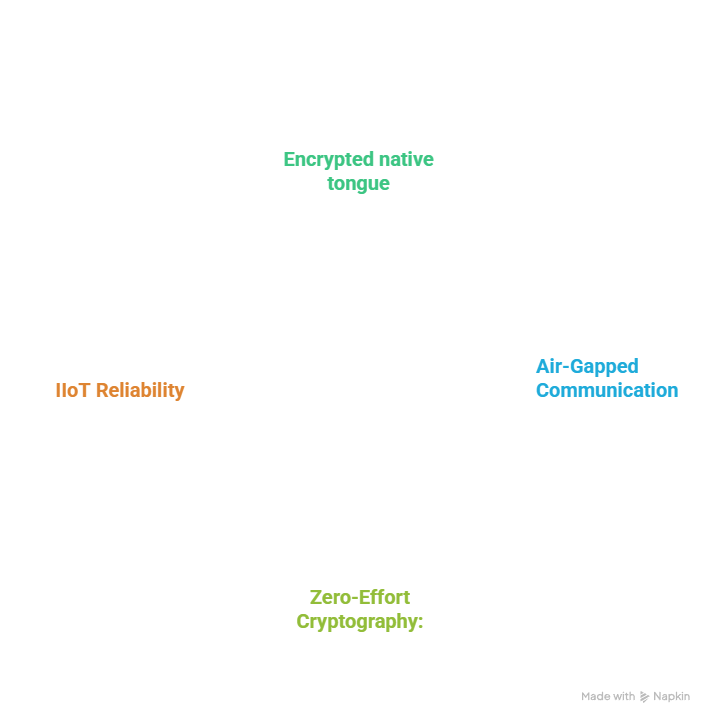 Encrypted native
tongue
Air-Gapped
Communication
IIoT Reliability
Zero-Effort
Cryptography:
Made with Napkin